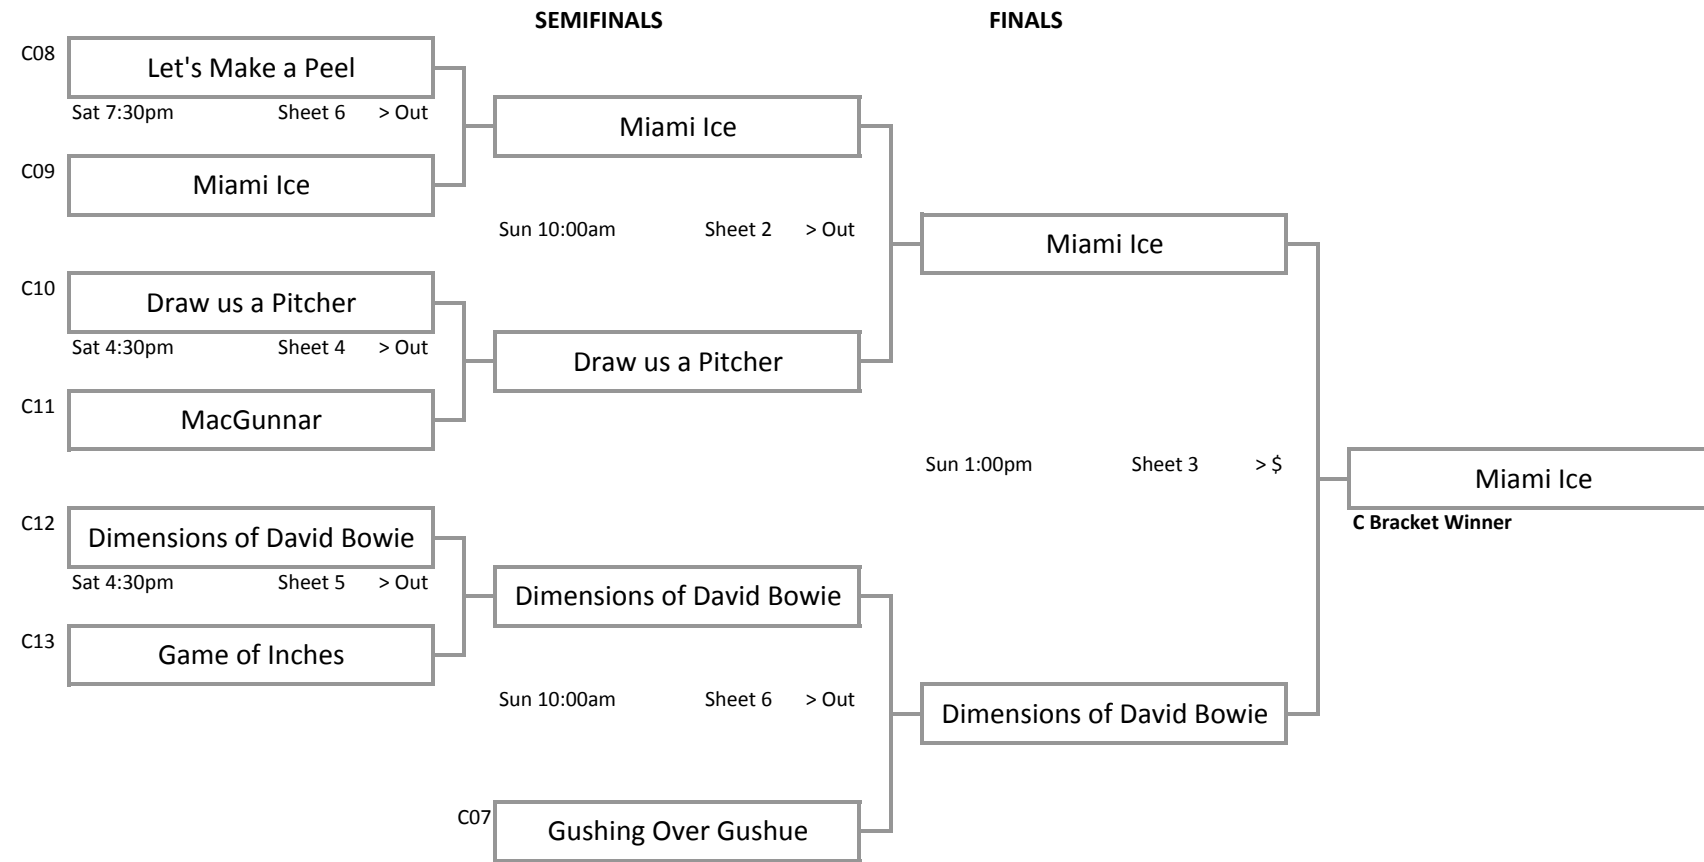 SEMIFINALS FINALS
C08 Let's Make a Peel
Sat 7:30pm Sheet 6 > Out
Miami Ice
C09 Miami Ice
Sun 10:00am Sheet 2 > Out
Miami Ice
C10 Draw us a Pitcher
Sat 4:30pm Sheet 4 > Out
Draw us a Pitcher
C11 MacGunnar
Sun 1:00pm Sheet 3 > $
Miami Ice
C Bracket Winner
C12 Dimensions of David Bowie
Sat 4:30pm Sheet 5 > Out
Dimensions of David Bowie
C13 Game of Inches
Sun 10:00am Sheet 6 > Out
Dimensions of David Bowie
C07 Gushing Over Gushue